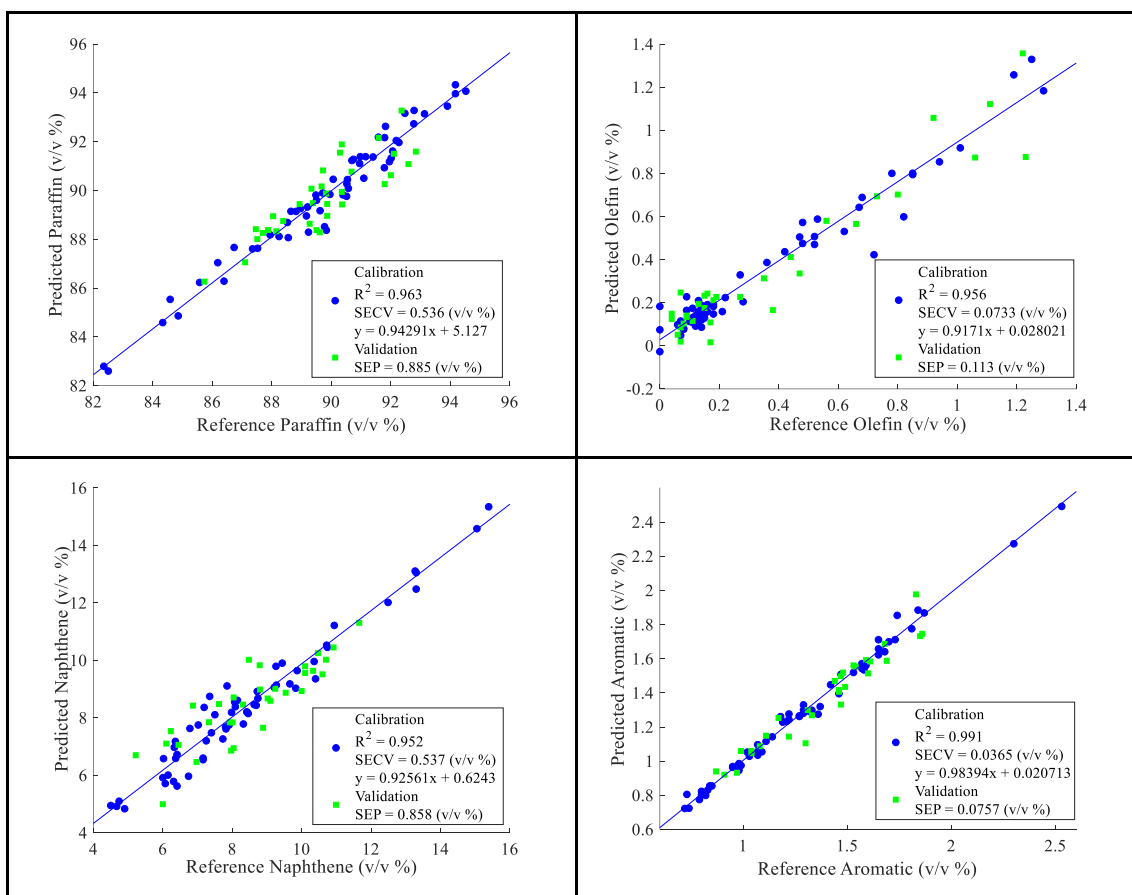 96
94
92
90
88
86
84
82
Predicted Paraffin (v/v %)
82 84 86 88 90 92 94 96
Reference Paraffin (v/v %)
Calibration
R² = 0.963
SECV = 0.536 (v/v %)
y = 0.94291x + 5.127
Validation
SEP = 0.885 (v/v %)
1.4
1.2
1
0.8
0.6
0.4
0.2
0
-0.2
Predicted Olefin (v/v %)
0 0.2 0.4 0.6 0.8 1 1.2 1.4
Reference Olefin (v/v %)
Calibration
R² = 0.956
SECV = 0.0733 (v/v %)
y = 0.9171x + 0.028021
Validation
SEP = 0.113 (v/v %)
16
14
12
10
8
6
4
Predicted Naphthene (v/v %)
4 6 8 10 12 14 16
Reference Naphthene (v/v %)
Calibration
R² = 0.952
SECV = 0.537 (v/v %)
y = 0.92561x + 0.6243
Validation
SEP = 0.858 (v/v %)
2.4
2.2
2
1.8
1.6
1.4
1.2
1
0.8
0.6
Predicted Aromatic (v/v %)
1 1.5 2 2.5
Reference Aromatic (v/v %)
Calibration
R² = 0.991
SECV = 0.0365 (v/v %)
y = 0.98394x + 0.020713
Validation
SEP = 0.0757 (v/v %)